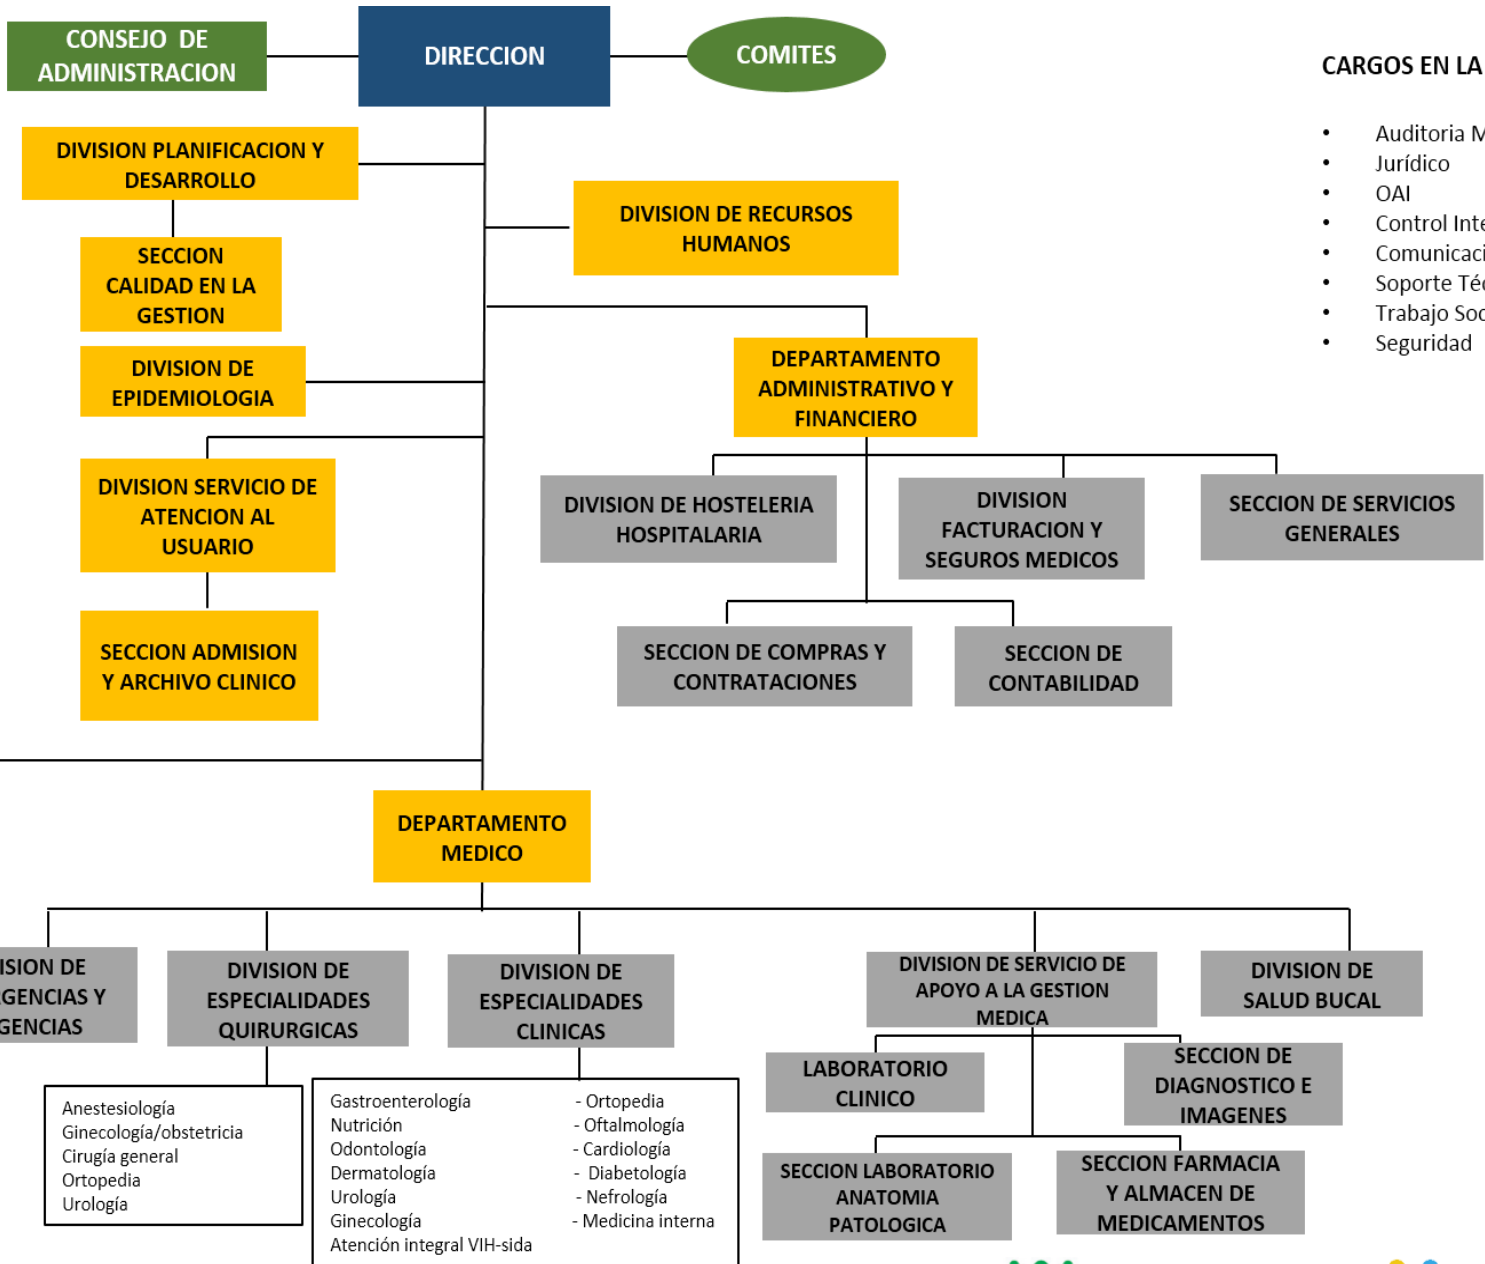 CONSEJO DE
ADMINISTRACION
DIRECCION
COMITES
CARGOS EN LA
Auditoria
Jurídico
OAI
Control
Soporte
Trabajo
Seguridad
DIVISION PLANIFICACION Y
DESARROLLO
SECCION
CALIDAD EN LA
GESTION
DIVISION DE RECURSOS
HUMANOS
DIVISION DE
EPIDEMIOLOGIA
DEPARTAMENTO
ADMINISTRATIVO Y
FINANCIERO
DIVISION SERVICIO DE
ATENCION AL
USUARIO
DIVISION DE HOSTELERIA
HOSPITALARIA
DIVISION
FACTURACION Y
SEGUROS MEDICOS
SECCION DE SERVICIOS
GENERALES
SECCION ADMISION
Y ARCHIVO CLINICO
SECCION DE COMPRAS Y
CONTRATACIONES
SECCION DE
CONTABILIDAD
DEPARTAMENTO
MEDICO
DE
Y
DIVISION DE
ESPECIALIDADES
QUIRURGICAS
DIVISION DE
ESPECIALIDADES
CLINICAS
DIVISION DE SERVICIO DE
APOYO A LA GESTION
MEDICA
DIVISION DE
SALUD BUCAL
Anestesiología
Ginecología/obstetricia
Cirugía general
Ortopedia
Urología
Gastroenterología
Nutrición
Odontología
Dermatología
Urología
Ginecología
Atención integral VIH-sida
- Ortopedia
- Oftalmología
- Cardiología
- Diabetología
- Nefrología
- Medicina interna
LABORATORIO
CLINICO
SECCION DE
DIAGNOSTICO E
IMAGENES
SECCION LABORATORIO
ANATOMIA
PATOLOGICA
SECCION FARMACIA
Y ALMACEN DE
MEDICAMENTOS